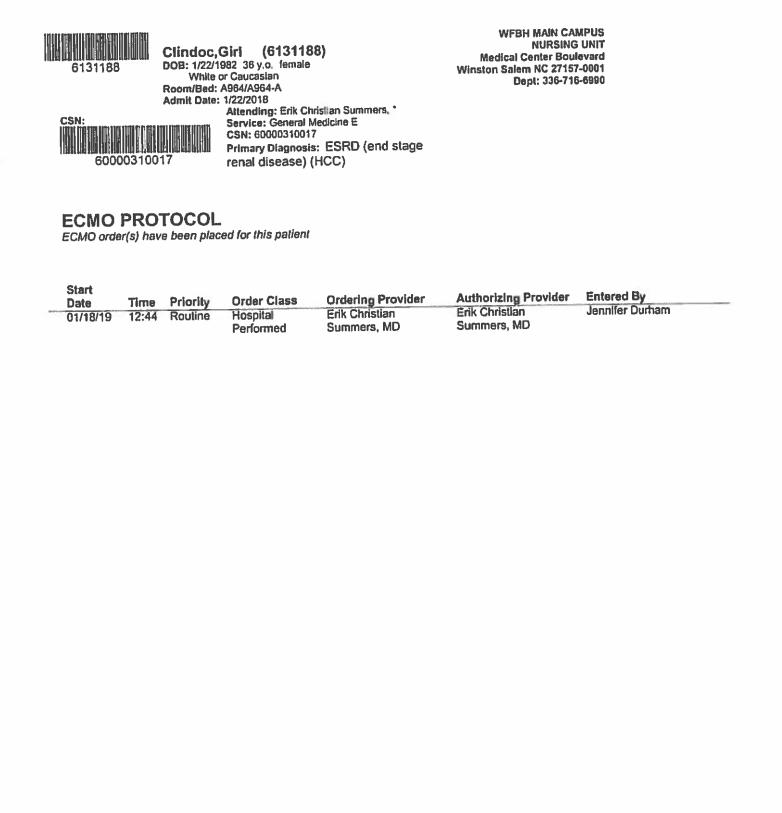 WFBH MAIN CAMPUS
NURSING UNIT
Medical Center Boulevard
Winston Salem NC 27157-0001
Dept: 336-716-6990
6131188
Clindoc,Girl (6131188)
DOB: 1/22/1982 36 y.o. female
White or Caucasian
Room/Bed: A964/A964-A
Admit Date: 1/22/2018
Attending: Erik Christian Summers, *
Service: General Medicine E
CSN: 60000310017
Primary Diagnosis: ESRD (end stage
renal disease) (HCC)
CSN:
60000310017
ECMO PROTOCOL
ECMO order(s) have been placed for this patient
Start
Date Time Priority Order Class Ordering Provider Authorizing Provider Entered By
01/18/19 12:44 Routine Hospital Erik Christian Erik Christian Jennifer Durham
Performed Summers, MD Summers, MD